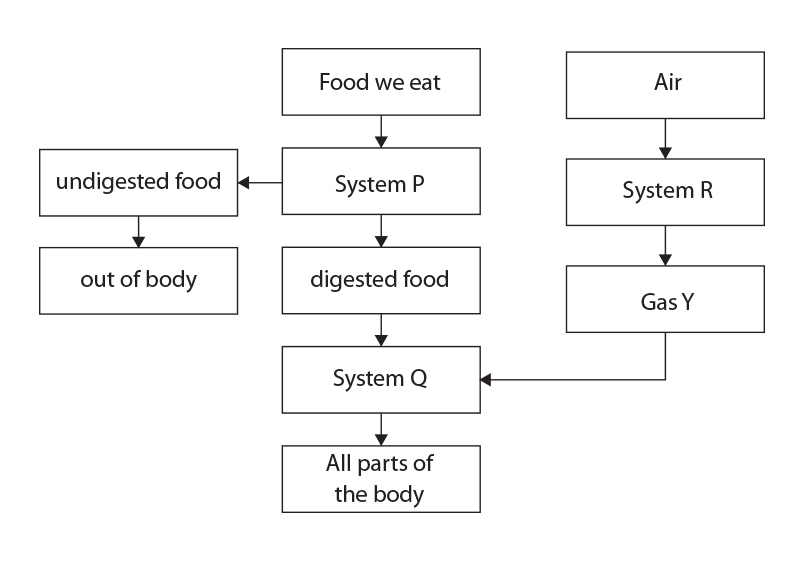 Food we eat
Air
undigested food
System P
System R
out of body
digested food
Gas Y
System Q
All parts of
the body